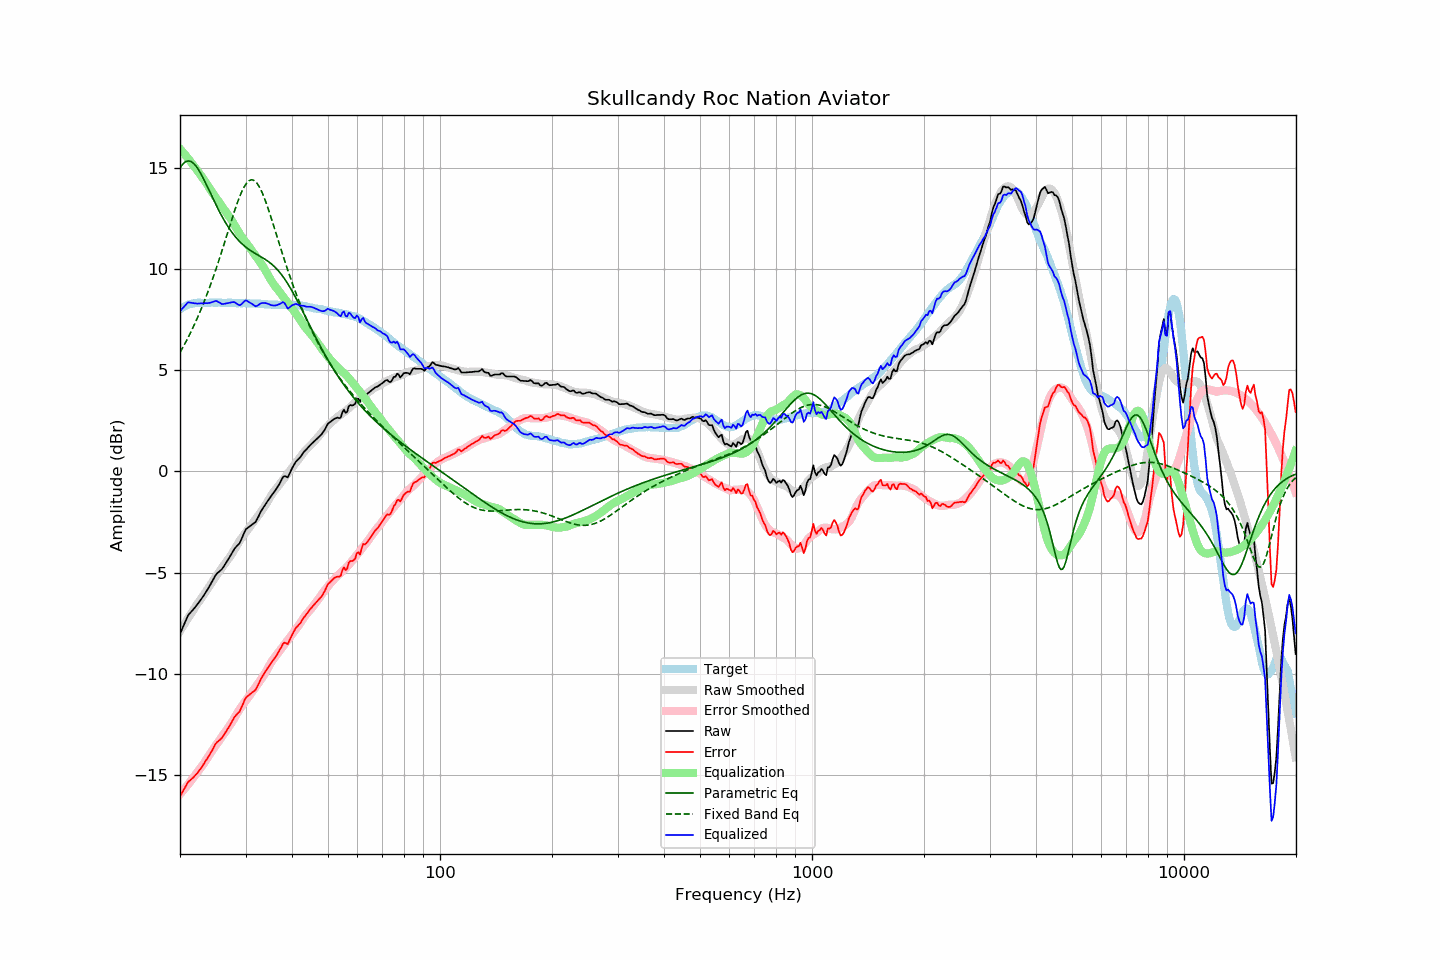 Skullcandy Roc Nation Aviator
15
10
5
0
−5
−10
−15
Amplitude (dBr)
100
1000
10000
Frequency (Hz)
Target
Raw Smoothed
Error Smoothed
Raw
Error
Equalization
Parametric Eq
Fixed Band Eq
Equalized